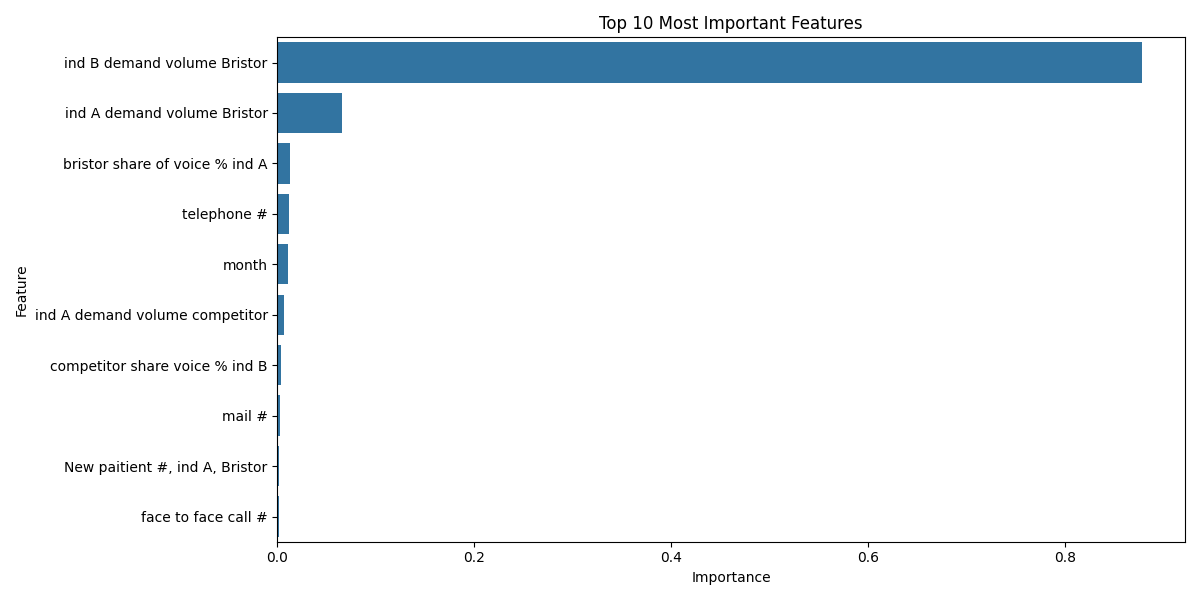 Top 10 Most Important Features
ind B demand volume Bristor
ind A demand volume Bristor
bristor share of voice % ind A
telephone #
month
ind A demand volume competitor
competitor share voice % ind B
mail #
New paitient #, ind A, Bristor
face to face call #
Feature
0.0 0.2 0.4 0.6 0.8
Importance